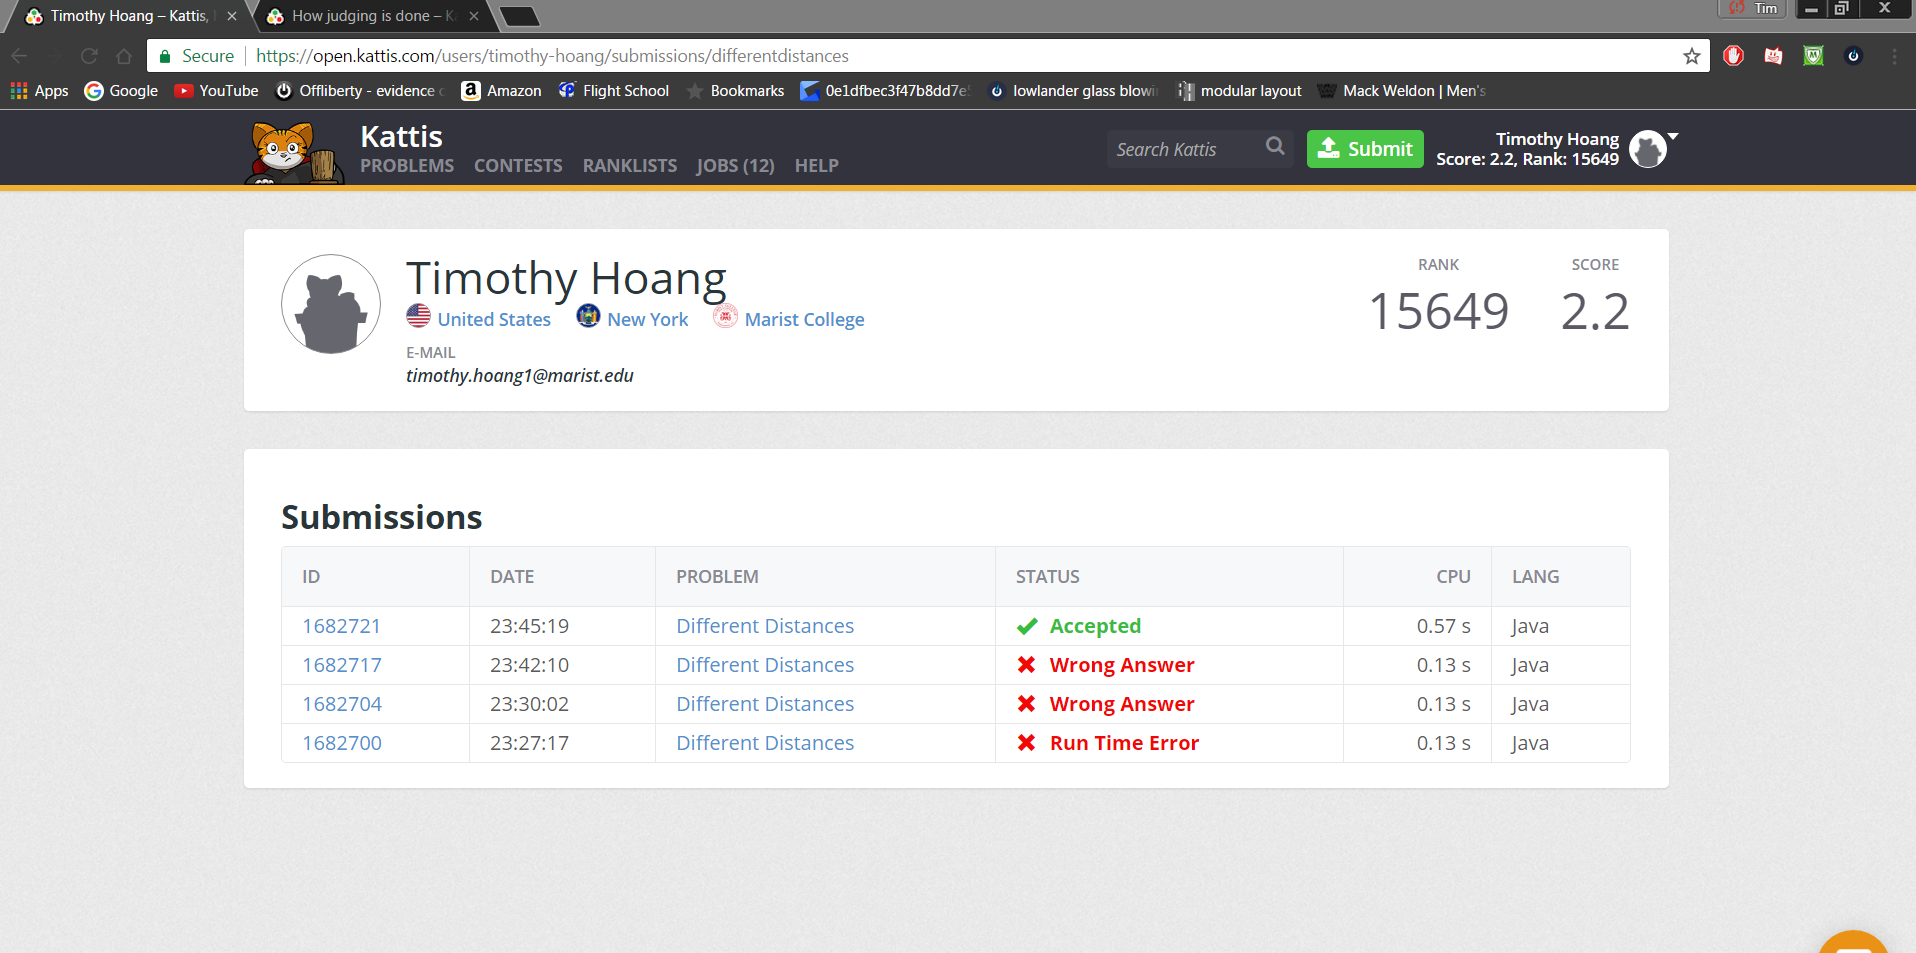 Timothy Hoang – Kattis,
How judging is done – K
Tim
Secure
https://open.kattis.com/users/timothy-hoang/submissions/differentdistances
Apps Google YouTube Offliberty - evidence Amazon Flight School Bookmarks 0e1dfbec3f47b8dd7e lowlander glass blowi modular layout Mack Weldon | Men's
Kattis
PROBLEMS CONTESTS RANKLISTS JOBS (12) HELP
Search Kattis
Submit
Timothy Hoang
Score: 2.2, Rank: 15649
Timothy Hoang
United States New York Marist College
E-MAIL
timothy.hoang1@marist.edu
RANK SCORE
15649 2.2
Submissions
ID DATE PROBLEM STATUS CPU LANG
1682721 23:45:19 Different Distances Accepted 0.57 s Java
1682717 23:42:10 Different Distances Wrong Answer 0.13 s Java
1682704 23:30:02 Different Distances Wrong Answer 0.13 s Java
1682700 23:27:17 Different Distances Run Time Error 0.13 s Java